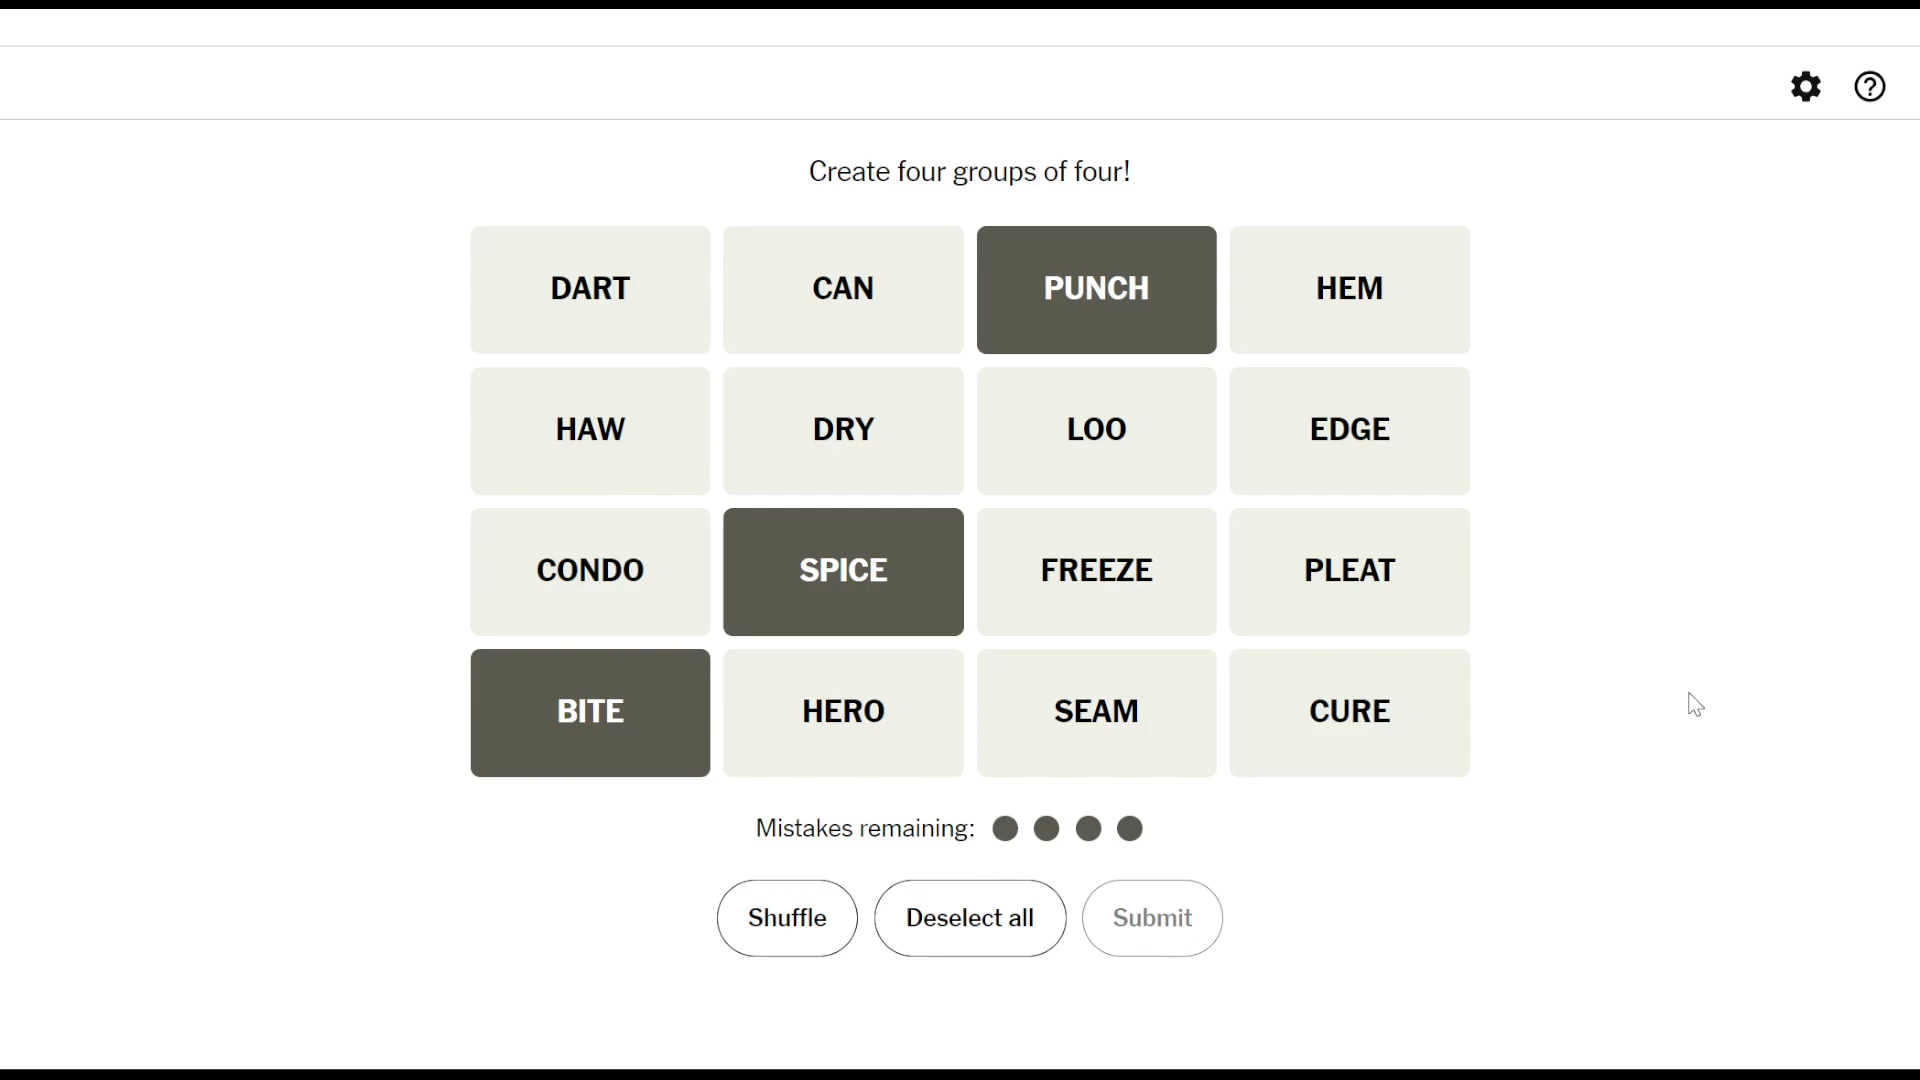 Create four groups of four!
DART CAN PUNCH HEM
HAW DRY LOO EDGE
CONDO SPICE FREEZE PLEAT
BITE HERO SEAM CURE
Mistakes remaining:
Shuffle Deselect all Submit